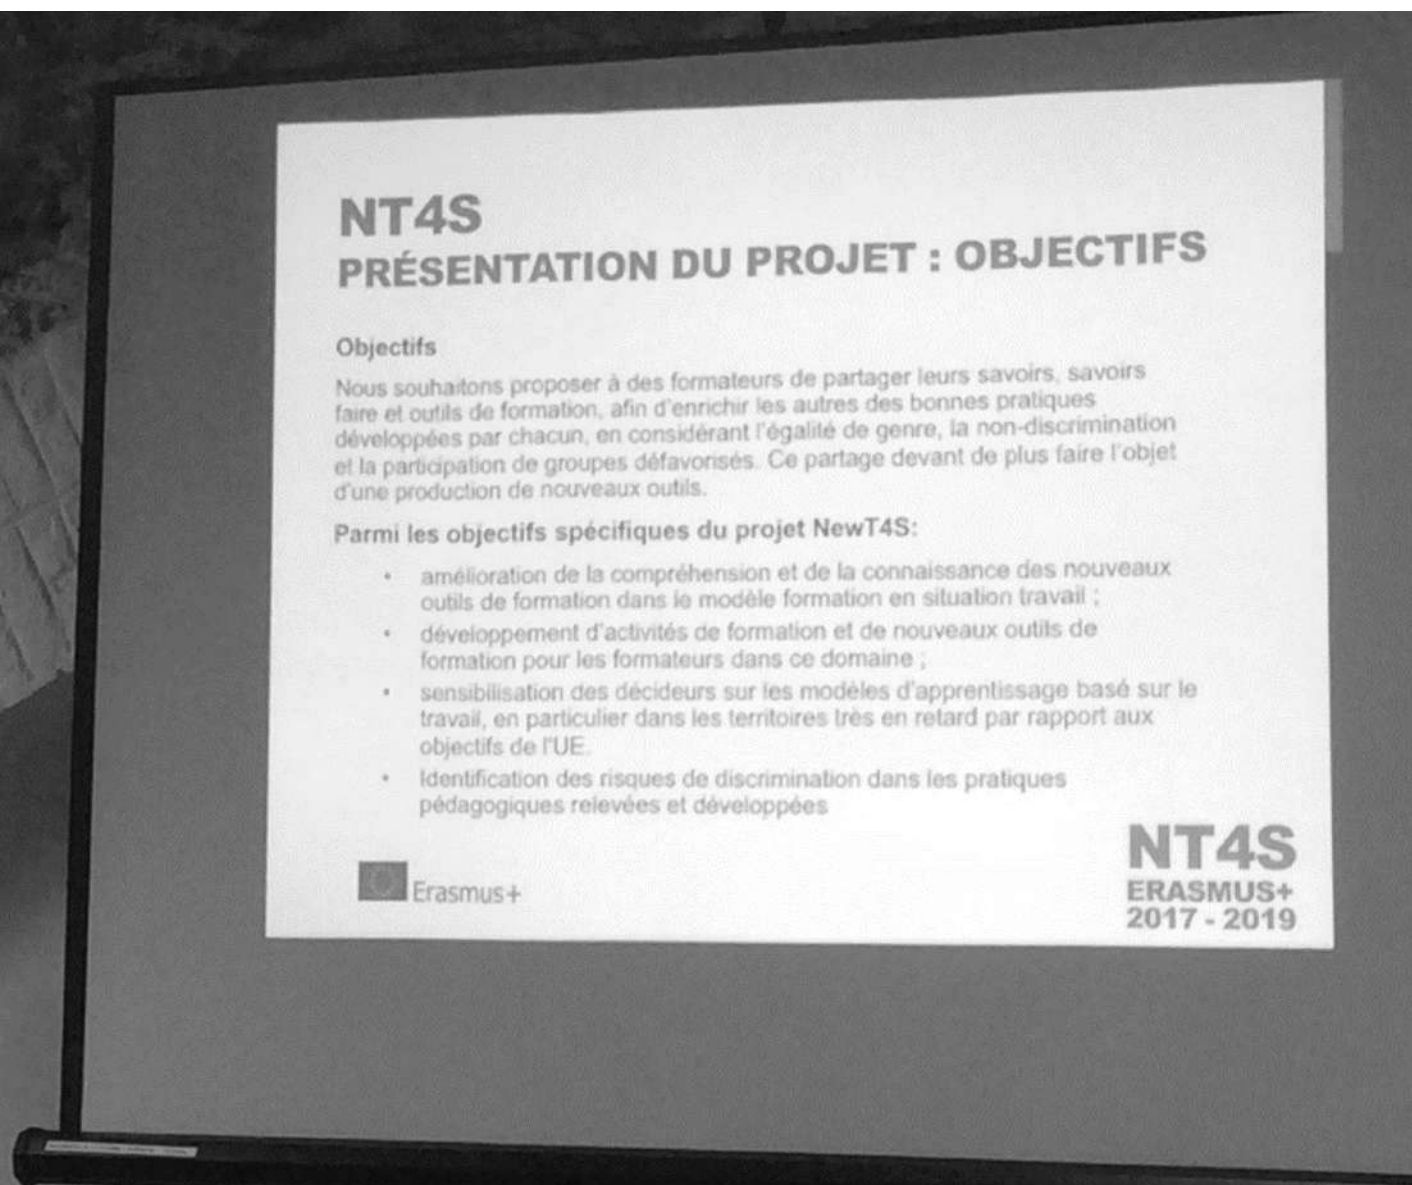 NT4S
PRÉSENTATION DU PROJET : OBJECTIFS
Objectifs
Nous souhaitons proposer à des formateurs de partager leurs savoirs, savoirs
faire et outils de formation, afin d'enrichir les autres des bonnes pratiques
développées par chacun, en considérant l'égalité de genre, la non-discrimination
et la participation de groupes défavorisés. Ce partage devant de plus faire l'objet
d'une production de nouveaux outils.
Parmi les objectifs spécifiques du projet NewT4S:
• amélioration de la compréhension et de la connaissance des nouveaux
outils de formation dans le modèle formation en situation travail ;
• développement d'activités de formation et de nouveaux outils de
formation pour les formateurs dans ce domaine ;
• sensibilisation des décideurs sur les modèles d'apprentissage basé sur le
travail, en particulier dans les territoires très en retard par rapport aux
objectifs de l'UE.
• Identification des risques de discrimination dans les pratiques
pédagogiques relevées et développées
Erasmus+
NT4S
ERASMUS+
2017 - 2019